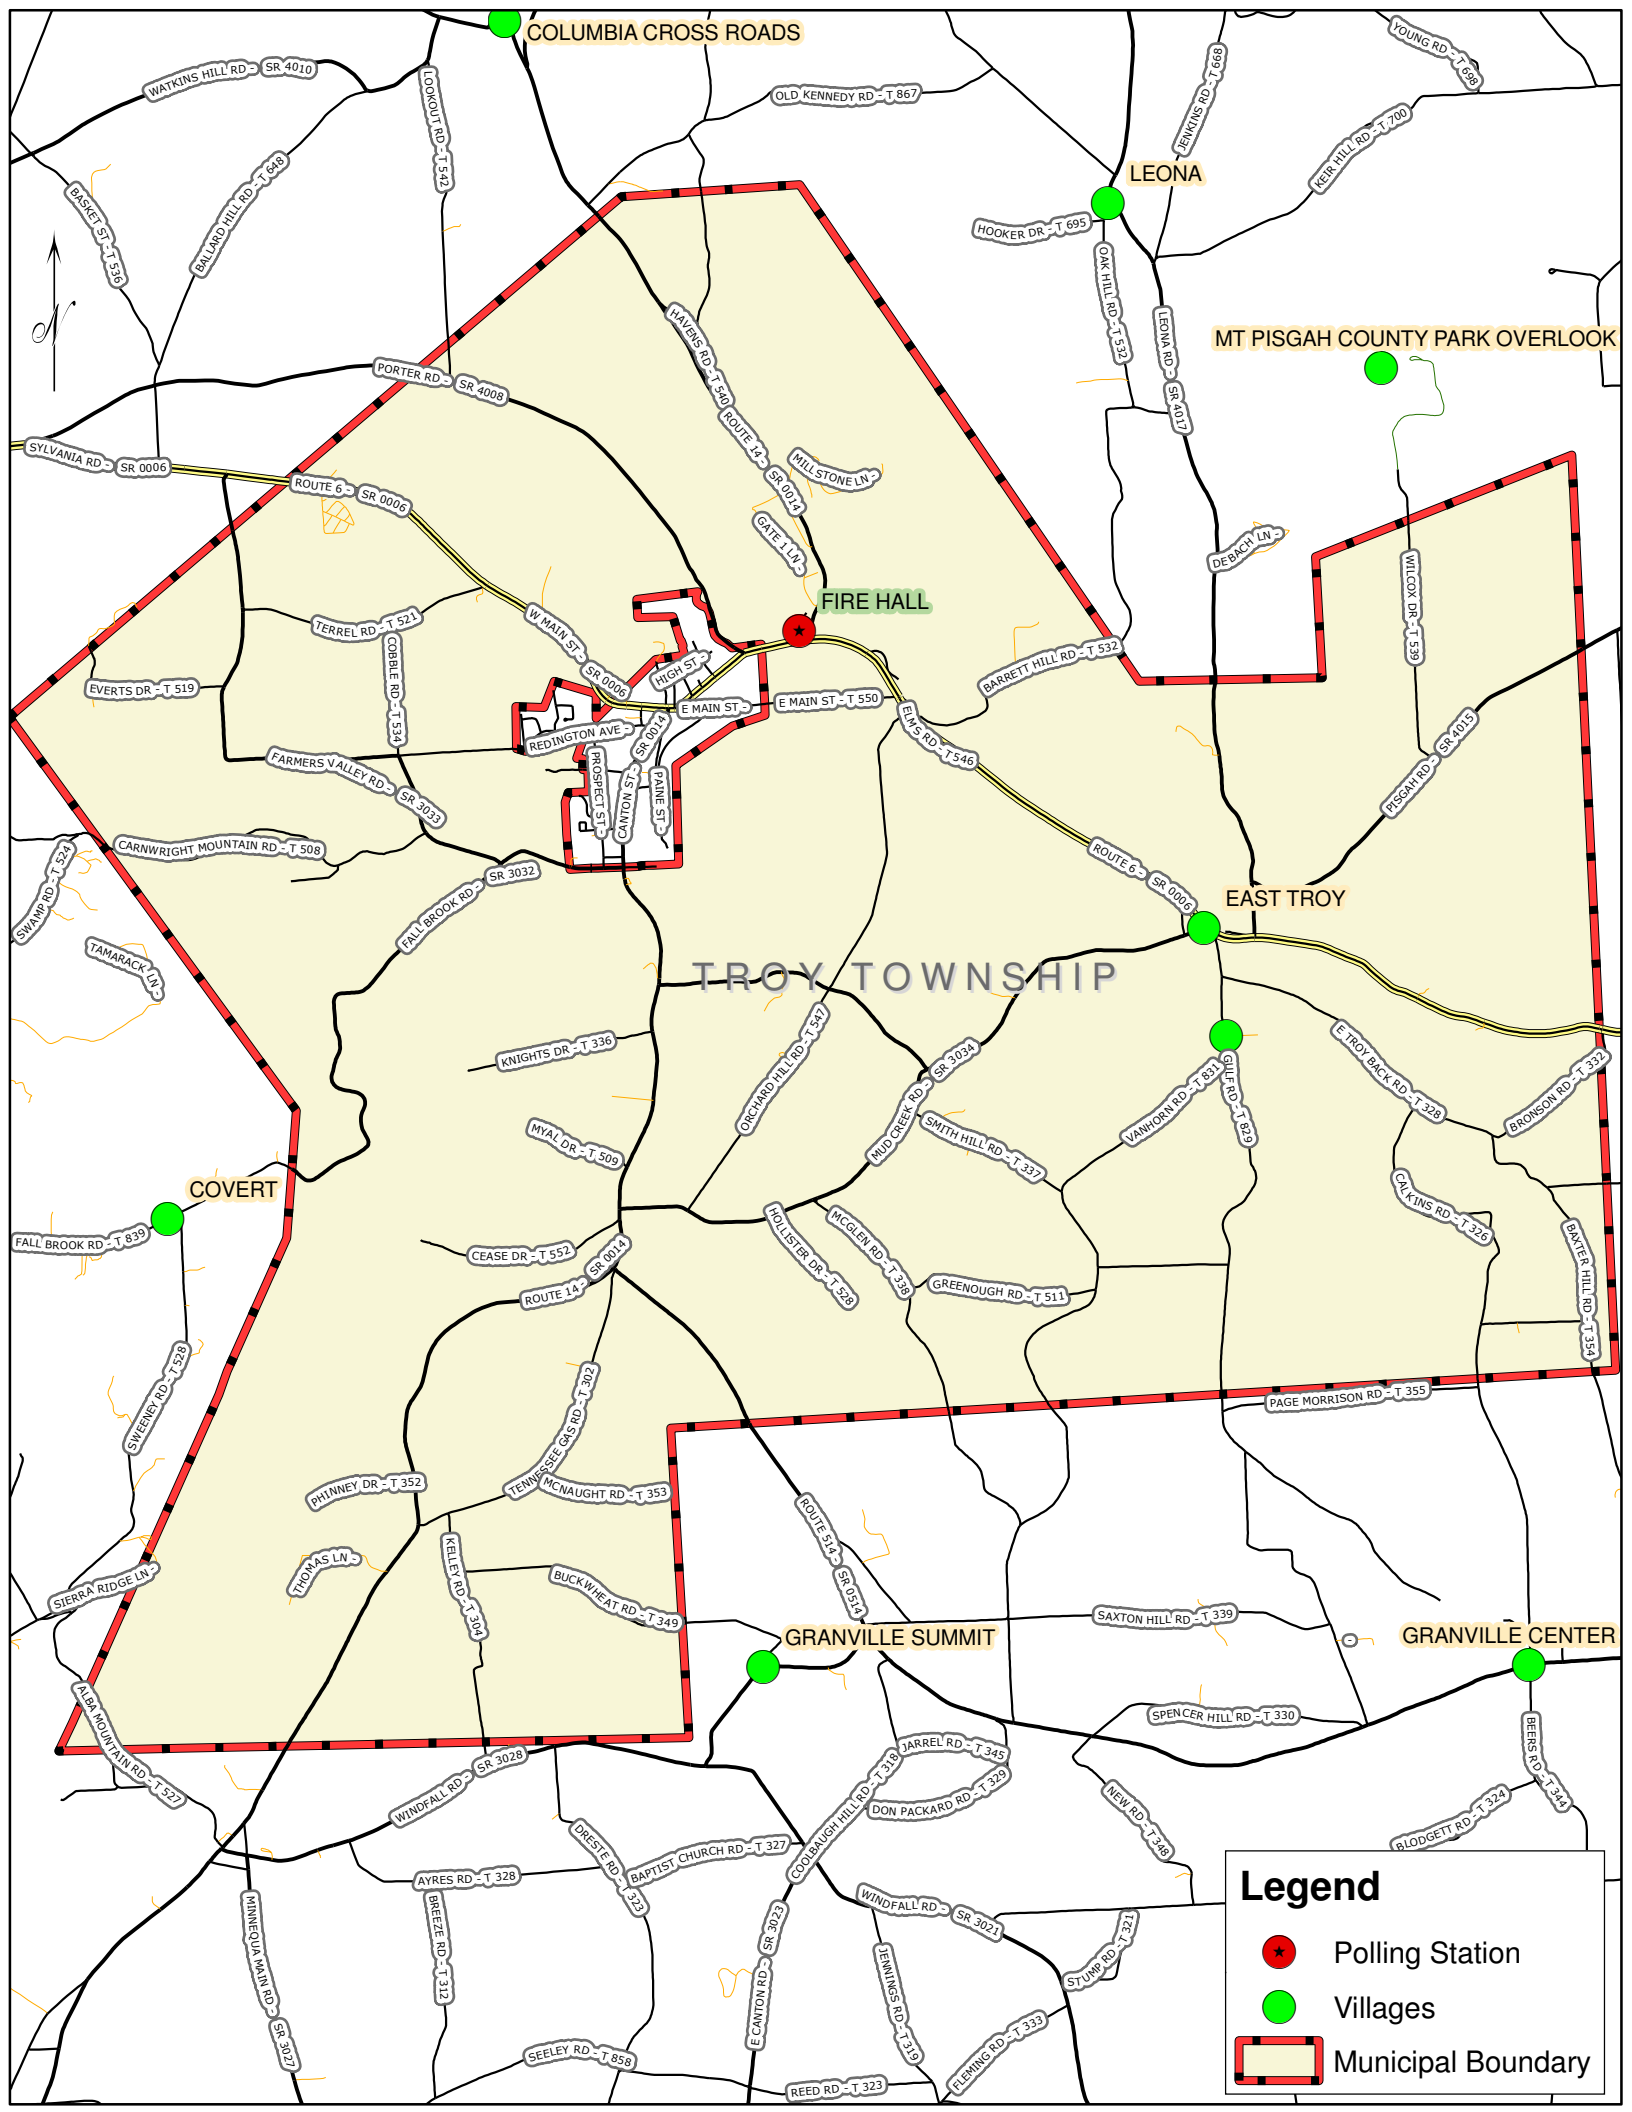 COLUMBIA CROSS ROADS
WATKINS HILL RD - SR 4010
LOOKOUT RD - T 542
OLD KENNEDY RD - T 867
JENKINS RD - T 668
YOUNG RD - T 698
KEIR HILL RD - T 700
BASKET ST - T 536
BALLARD HILL RD - T 648
LEONA
HOOKER DR - T 695
OAK HILL RD - T 532
LEONA RD - SR 4017
N
MT PISGAH COUNTY PARK OVERLOOK
HAVENS RD - T 540
PORTER RD - SR 4008
ROUTE 14 - SR 0014
SYLVANIA RD - SR 0006
ROUTE 6 - SR 0006
MILLSTONE LN -
GATE 1 LN -
DEBACH LN -
WILCOX DR - T 539
FIRE HALL
TERREL RD - T 521
COBBLE RD - T 534
W MAIN ST - SR 0006
HIGH ST -
BARRETT HILL RD - T 532
EVERTS DR - T 519
E MAIN ST -
E MAIN ST - T 550
ELMS RD - T 546
REDINGTON AVE -
SR 0014
CANTON ST -
PROSPECT ST -
PAINE ST -
FARMERS VALLEY RD - SR 3033
PISGAH RD - SR 4015
CARNWRIGHT MOUNTAIN RD - T 508
SWAMP RD - T 524
FALL BROOK RD - SR 3032
ROUTE 6 - SR 0006
EAST TROY
TAMARACK LN -
TROY TOWNSHIP
KNIGHTS DR - T 336
ORCHARD HILL RD - T 547
MUD CREEK RD - SR 3034
E TROY BACK RD - T 328
BRONSON RD - T 332
VANHORN RD - T 831
GULF RD - T 829
SMITH HILL RD - T 337
MYAL DR - T 509
COVERT
FALL BROOK RD - T 839
CALKINS RD - T 326
HOLLISTER DR - T 528
MCGLEN RD - T 338
CEASE DR - T 552
ROUTE 14 - SR 0014
GREENOUGH RD - T 511
BAXTER HILL RD - T 354
SWEENEY RD - T 528
TENNESSEE GAS RD - T 302
PAGE MORRISON RD - T 355
PHINNEY DR - T 352
MCNAUGHT RD - T 353
ROUTE 514 - SR 0514
THOMAS LN -
SIERRA RIDGE LN -
KELLEY RD - T 304
BUCKWHEAT RD - T 349
SAXTON HILL RD - T 339
-
GRANVILLE SUMMIT
GRANVILLE CENTER
ALBA MOUNTAIN RD - T 527
SPENCER HILL RD - T 330
WINDFALL RD - SR 3028
JARREL RD - T 345
COOLBAUGH HILL RD - T 318
DON PACKARD RD - T 329
NEW RD - T 348
BEERS RD - T 344
BLODGETT RD - T 324
DRESTE RD - T 323
BAPTIST CHURCH RD - T 327
AYRES RD - T 328
BREEZE RD - T 312
MINNEQUA MAIN RD - SR 3027
WINDFALL RD - SR 3021
E CANTON RD - SR 3023
JENNINGS RD - T 319
STUMP RD - T 321
FLEMING RD - T 333
SEELEY RD - T 858
REED RD - T 323
Legend
Polling Station
Villages
Municipal Boundary